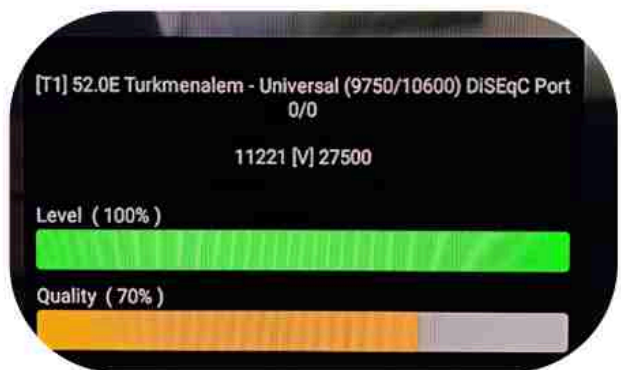 [T1] 52.0E Turkmenalem - Universal (9750/10600) DiSEqC Port
0/0
11221 [V] 27500
Level ( 100% )
Quality ( 70% )